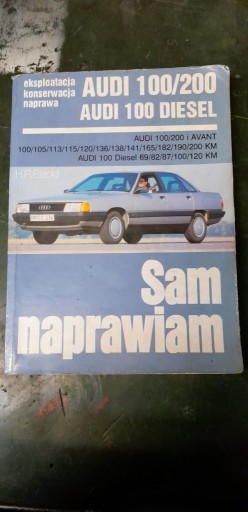 eksploatacja
konserwacja
naprawa
AUDI 100/200
AUDI 100 DIESEL
AUDI 100/200 i AVANT
100/105/113/115/120/136/138/141/165/182/190/200 KM
AUDI 100 Diesel 69/82/87/100/120 KM
H.R.Etzold
Sam
naprawiam